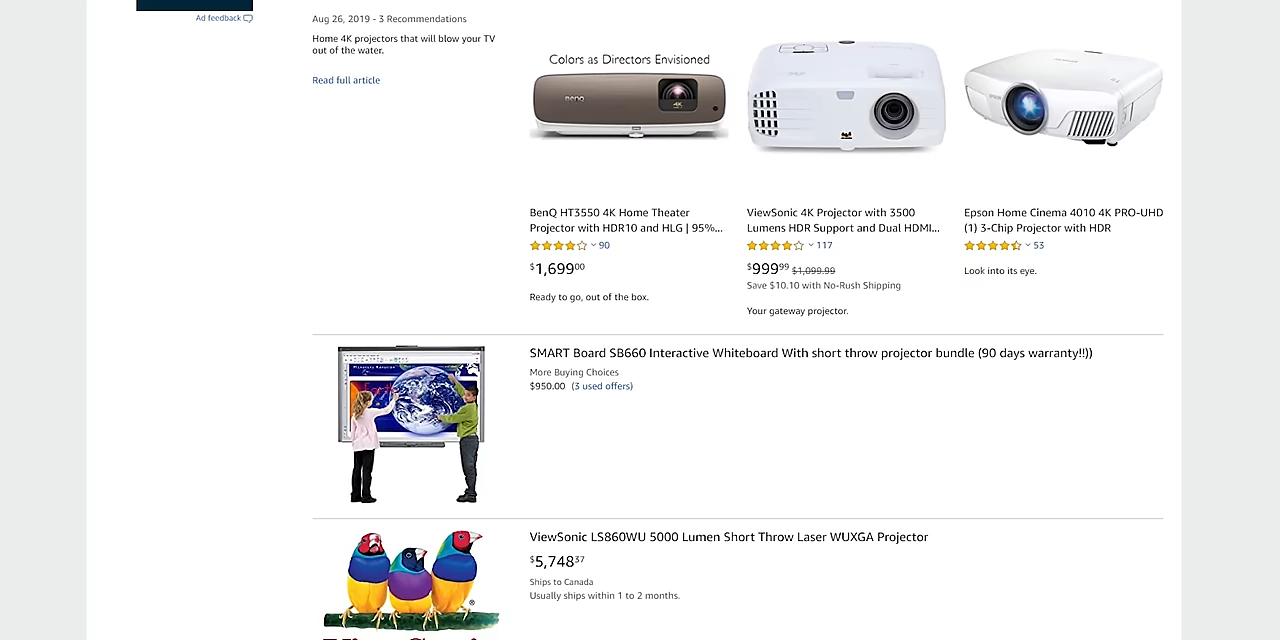 Ad feedback
Aug 26, 2019 - 3 Recommendations
Home 4K projectors that will blow your TV
out of the water.
Read full article
Colors as Directors Envisioned
BenQ
4K
BenQ HT3550 4K Home Theater
Projector with HDR10 and HLG | 95%...
90
$1,69900
Ready to go, out of the box.
ViewSonic 4K Projector with 3500
Lumens HDR Support and Dual HDMI...
117
$99999 $1,099.99
Save $10.10 with No-Rush Shipping
Your gateway projector.
Epson Home Cinema 4010 4K PRO-UHD
(1) 3-Chip Projector with HDR
53
Look into its eye.
SMART Board SB660 Interactive Whiteboard With short throw projector bundle (90 days warranty!!))
More Buying Choices
$950.00 (3 used offers)
ViewSonic LS860WU 5000 Lumen Short Throw Laser WUXGA Projector
$5,74837
Ships to Canada
Usually ships within 1 to 2 months.
®